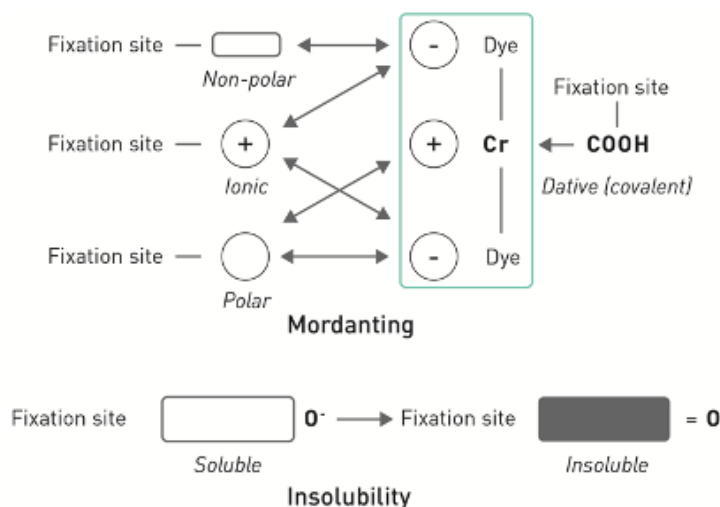 Fixation site
Non-polar
- Dye
Fixation site
Fixation site
+
Ionic
+ Cr
COOH
Dative (covalent)
Fixation site
Polar
- Dye
Mordanting
Fixation site O- Fixation site = O
Soluble Insoluble
Insolubility